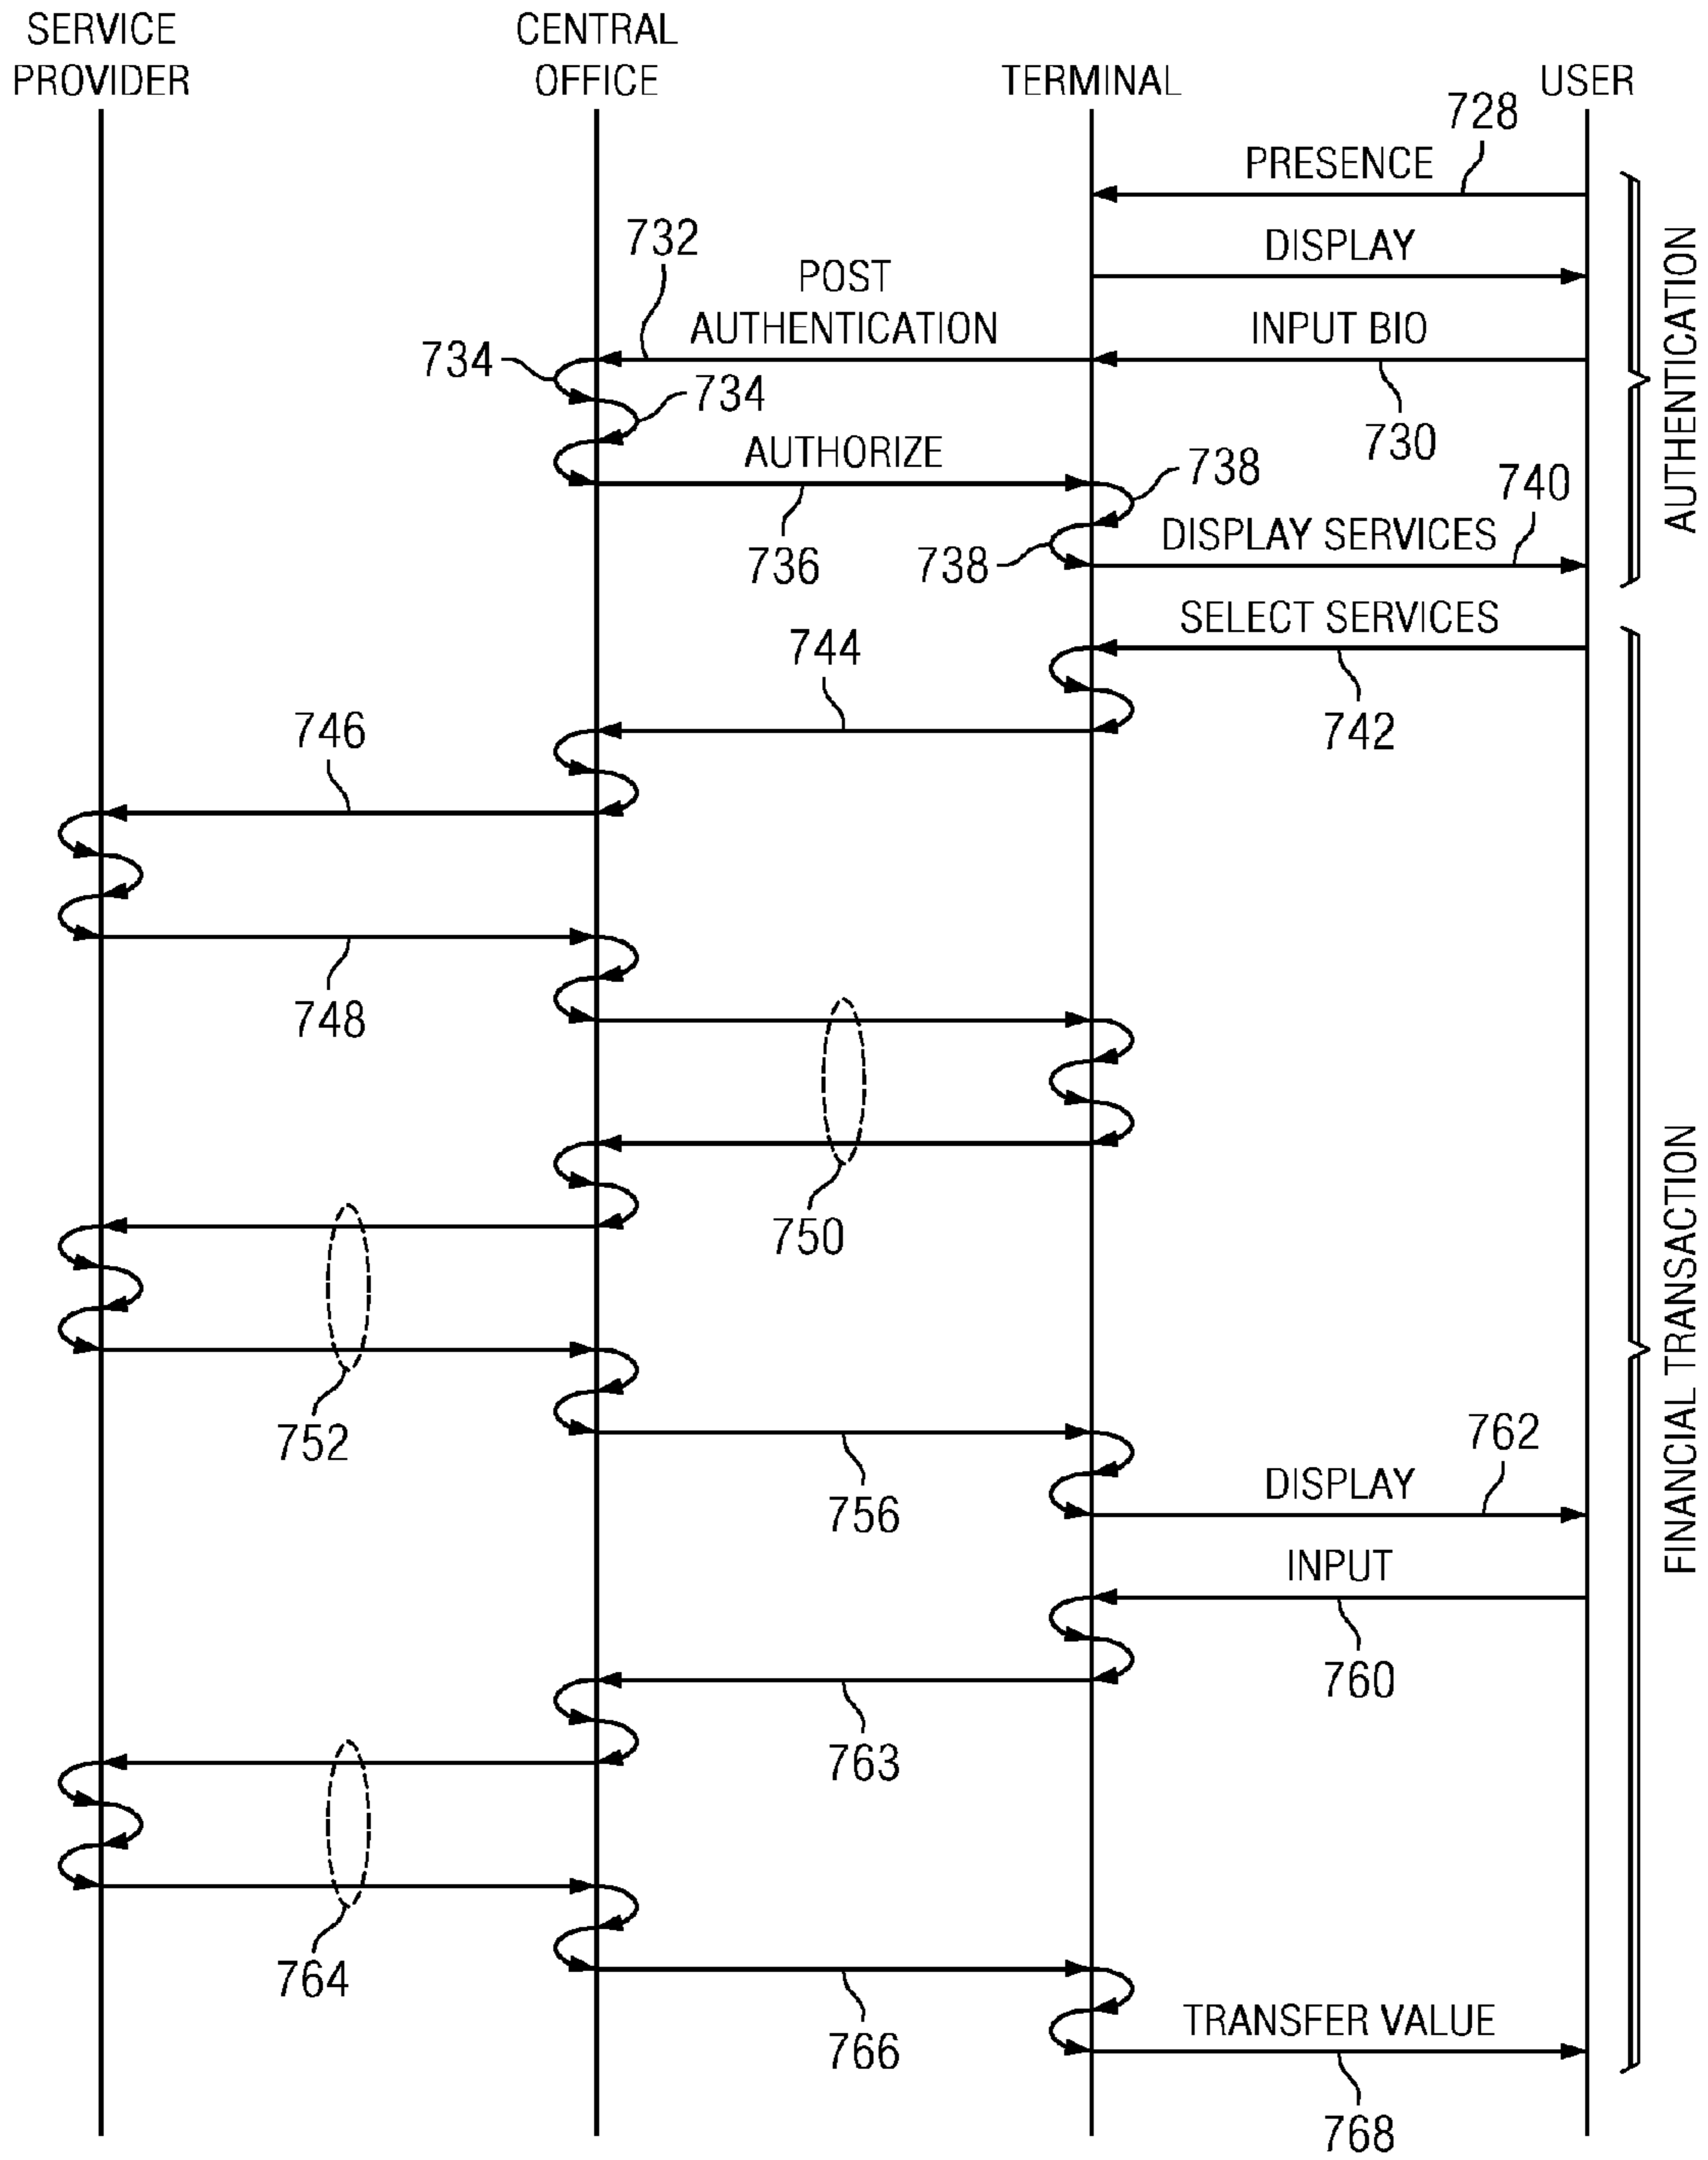 SERVICE
PROVIDER
CENTRAL
OFFICE
TERMINAL
USER
728
PRESENCE
DISPLAY
732
POST
AUTHENTICATION
INPUT BIO
730
734
734
AUTHORIZE
736
738
738
740
DISPLAY SERVICES
AUTHENTICATION
SELECT SERVICES
742
744
746
748
750
752
756
762
DISPLAY
INPUT
760
763
764
766
TRANSFER VALUE
768
FINANCIAL TRANSACTION